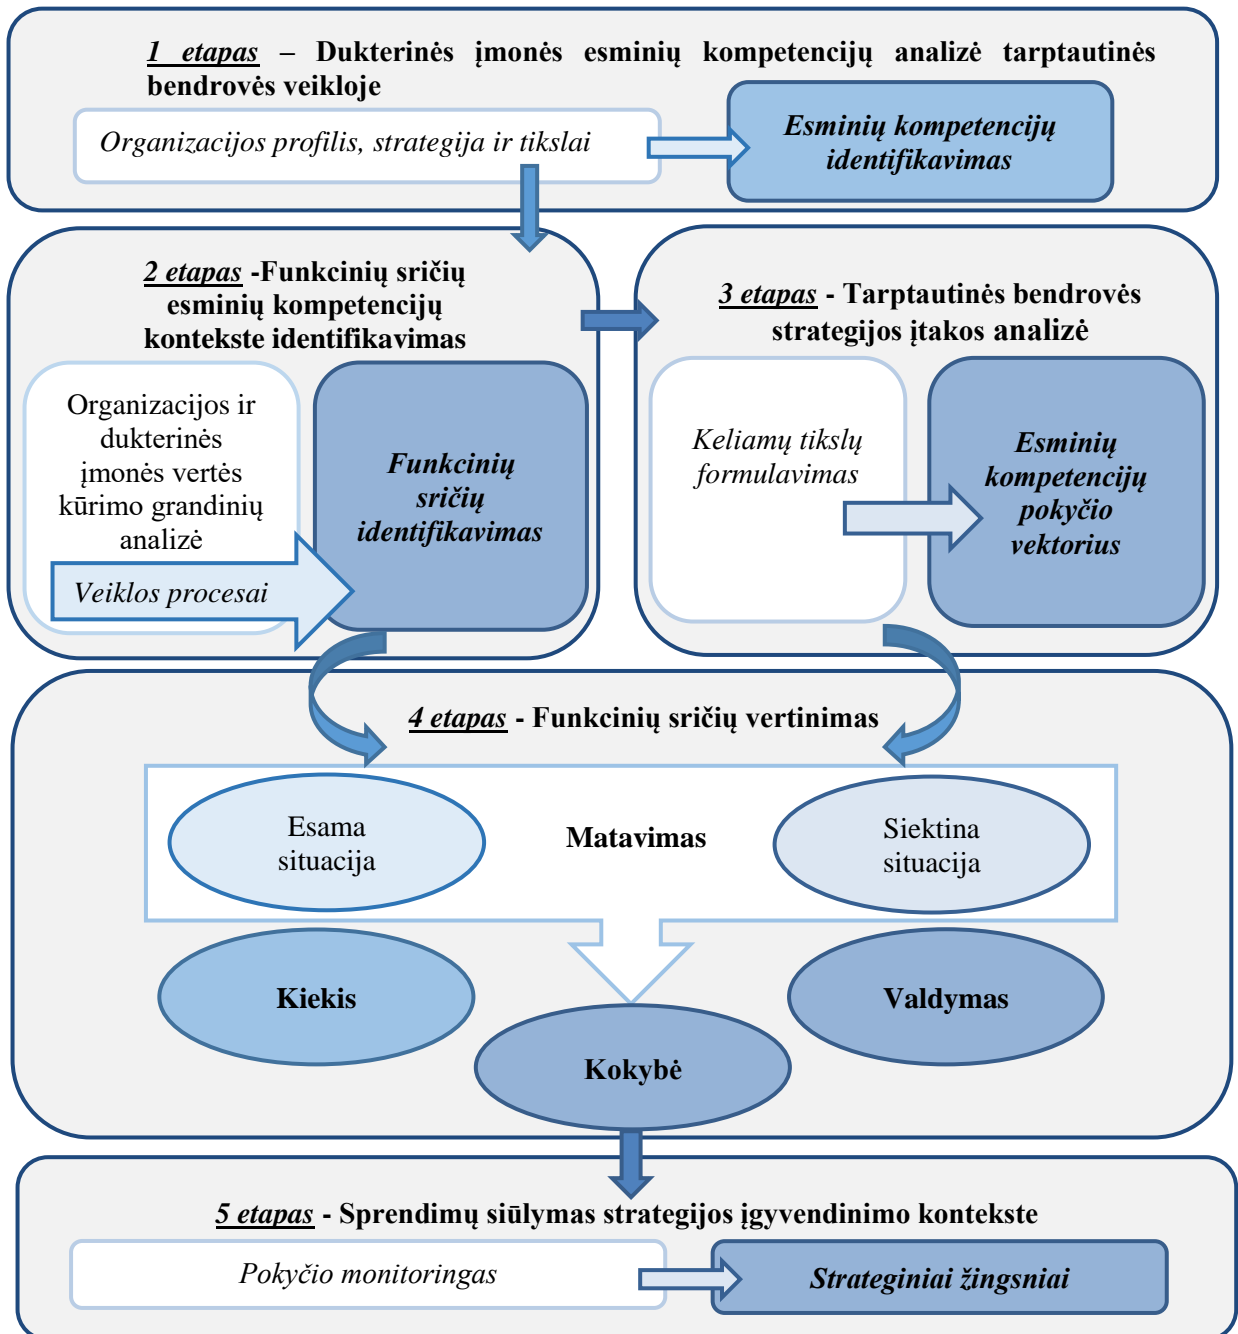 1 etapas – Dukterinės įmonės esminių kompetencijų analizė tarptautinės
bendrovės veikloje
Organizacijos profilis, strategija ir tikslai
Esminių kompetencijų
identifikavimas
2 etapas -Funkcinių sričių
esminių kompetencijų
kontekste identifikavimas
Organizacijos ir
dukterinės
įmonės vertės
kūrimo grandinių
analizė
Veiklos procesai
Funkcinių
sričių
identifikavimas
3 etapas - Tarptautinės bendrovės
strategijos įtakos analizė
Keliamų tikslų
formulavimas
Esminių
kompetencijų
pokyčio
vektorius
4 etapas - Funkcinių sričių vertinimas
Esama
situacija
Matavimas
Siektina
situacija
Kiekis
Valdymas
Kokybė
5 etapas - Sprendimų siūlymas strategijos įgyvendinimo kontekste
Pokyčio monitoringas
Strateginiai žingsniai